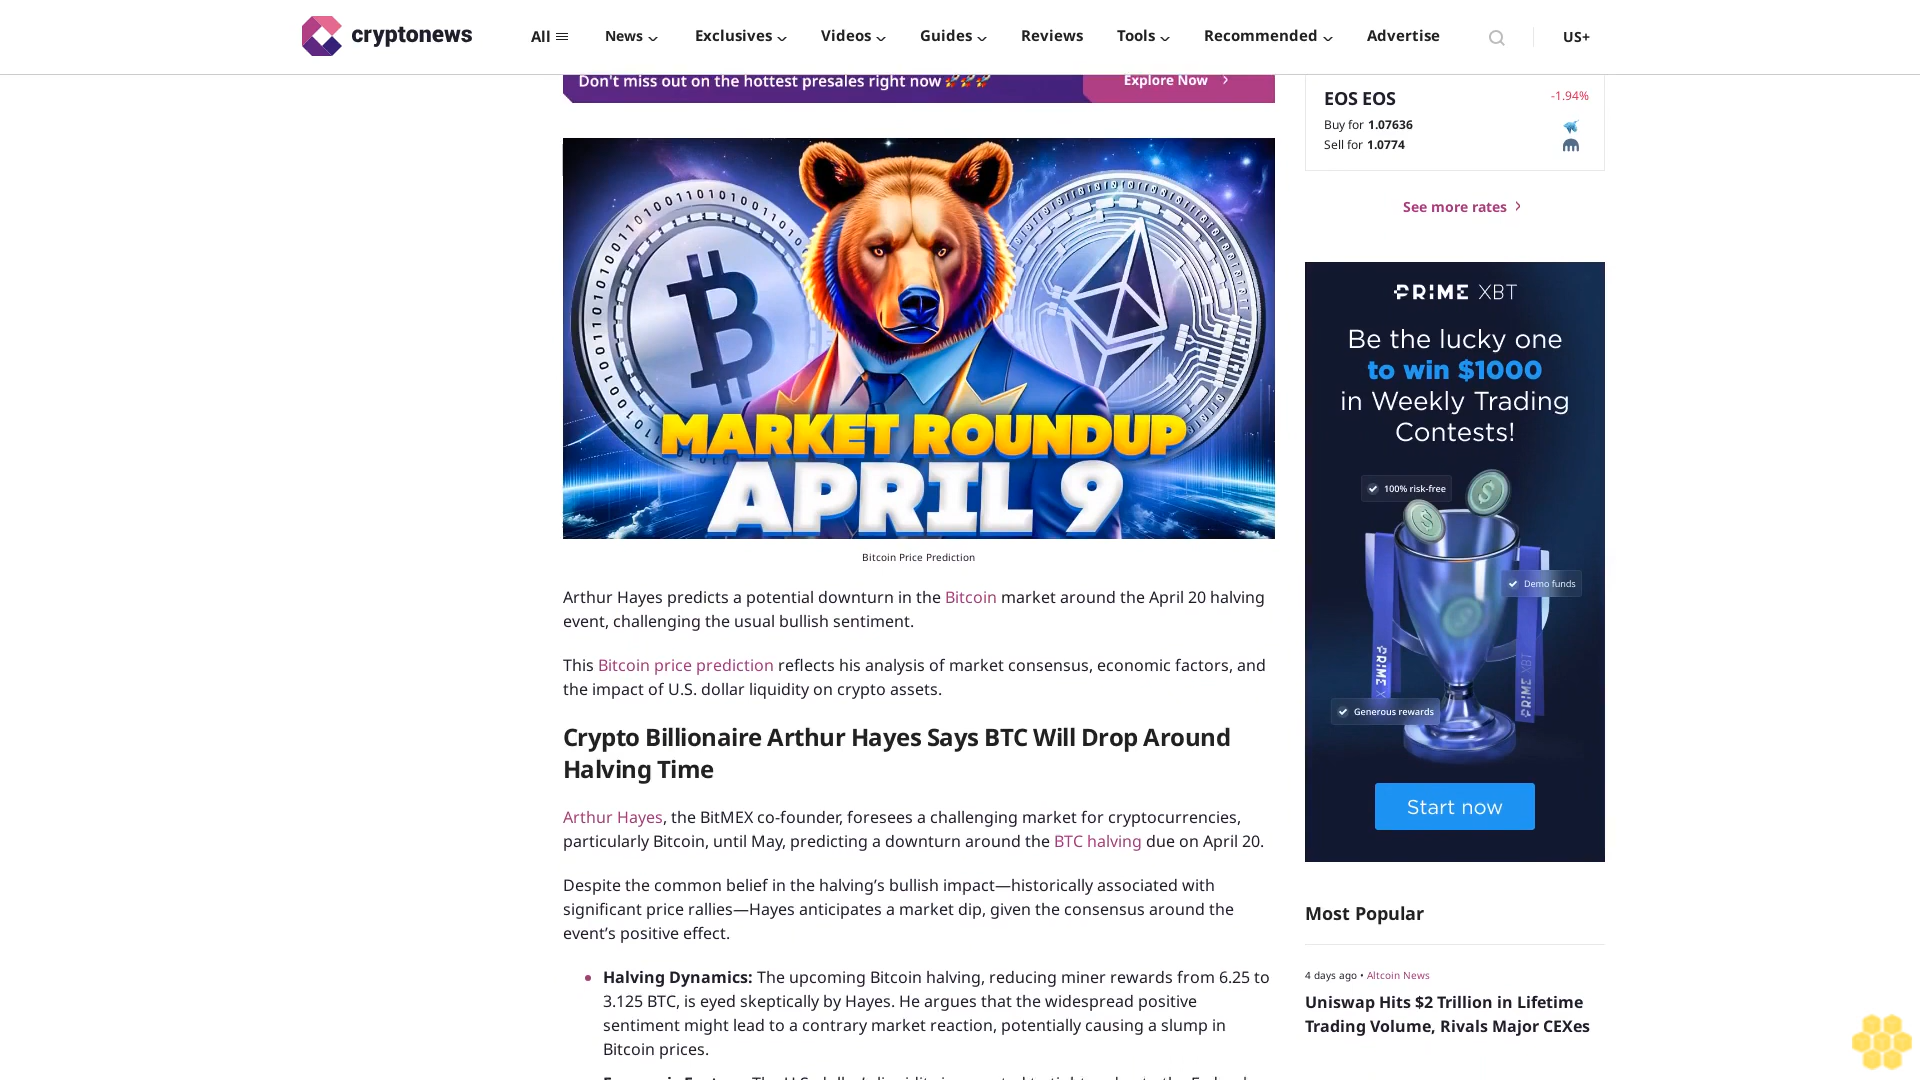 cryptonews
All
News
Exclusives
Videos
Guides
Reviews
Tools
Recommended
Advertise
US+
Don't miss out on the hottest presales right now 🚀🚀🚀
Explore Now
MARKET ROUNDUP
APRIL 9
Bitcoin Price Prediction
Arthur Hayes predicts a potential downturn in the Bitcoin market around the April 20 halving
event, challenging the usual bullish sentiment.
This Bitcoin price prediction reflects his analysis of market consensus, economic factors, and
the impact of U.S. dollar liquidity on crypto assets.
Crypto Billionaire Arthur Hayes Says BTC Will Drop Around
Halving Time
Arthur Hayes, the BitMEX co-founder, foresees a challenging market for cryptocurrencies,
particularly Bitcoin, until May, predicting a downturn around the BTC halving due on April 20.
Despite the common belief in the halving’s bullish impact—historically associated with
significant price rallies—Hayes anticipates a market dip, given the consensus around the
event’s positive effect.
• Halving Dynamics: The upcoming Bitcoin halving, reducing miner rewards from 6.25 to
3.125 BTC, is eyed skeptically by Hayes. He argues that the widespread positive
sentiment might lead to a contrary market reaction, potentially causing a slump in
Bitcoin prices.
EOS EOS
-1.94%
Buy for 1.07636
Sell for 1.0774
See more rates
PRIME XBT
Be the lucky one
to win $1000
in Weekly Trading
Contests!
100% risk-free
Demo funds
PRIME X
PRIME XBT
Generous rewards
Start now
Most Popular
4 days ago • Altcoin News
Uniswap Hits $2 Trillion in Lifetime
Trading Volume, Rivals Major CEXes